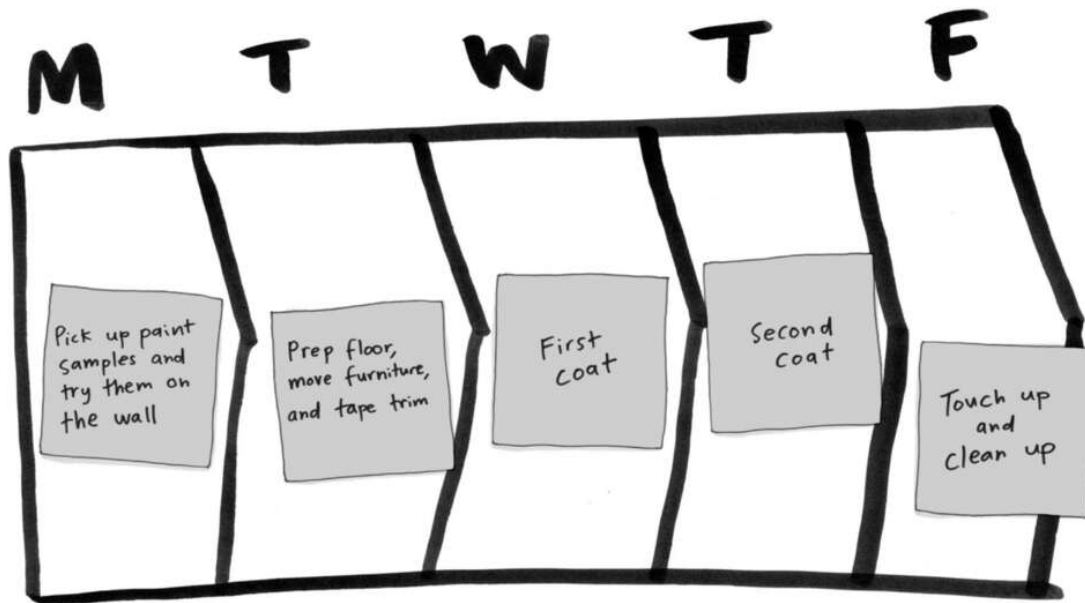 M T W T F
Pick up paint
samples and
try them on
the wall
Prep floor,
move furniture,
and tape trim
First
coat
Second
coat
Touch up
and
clean up